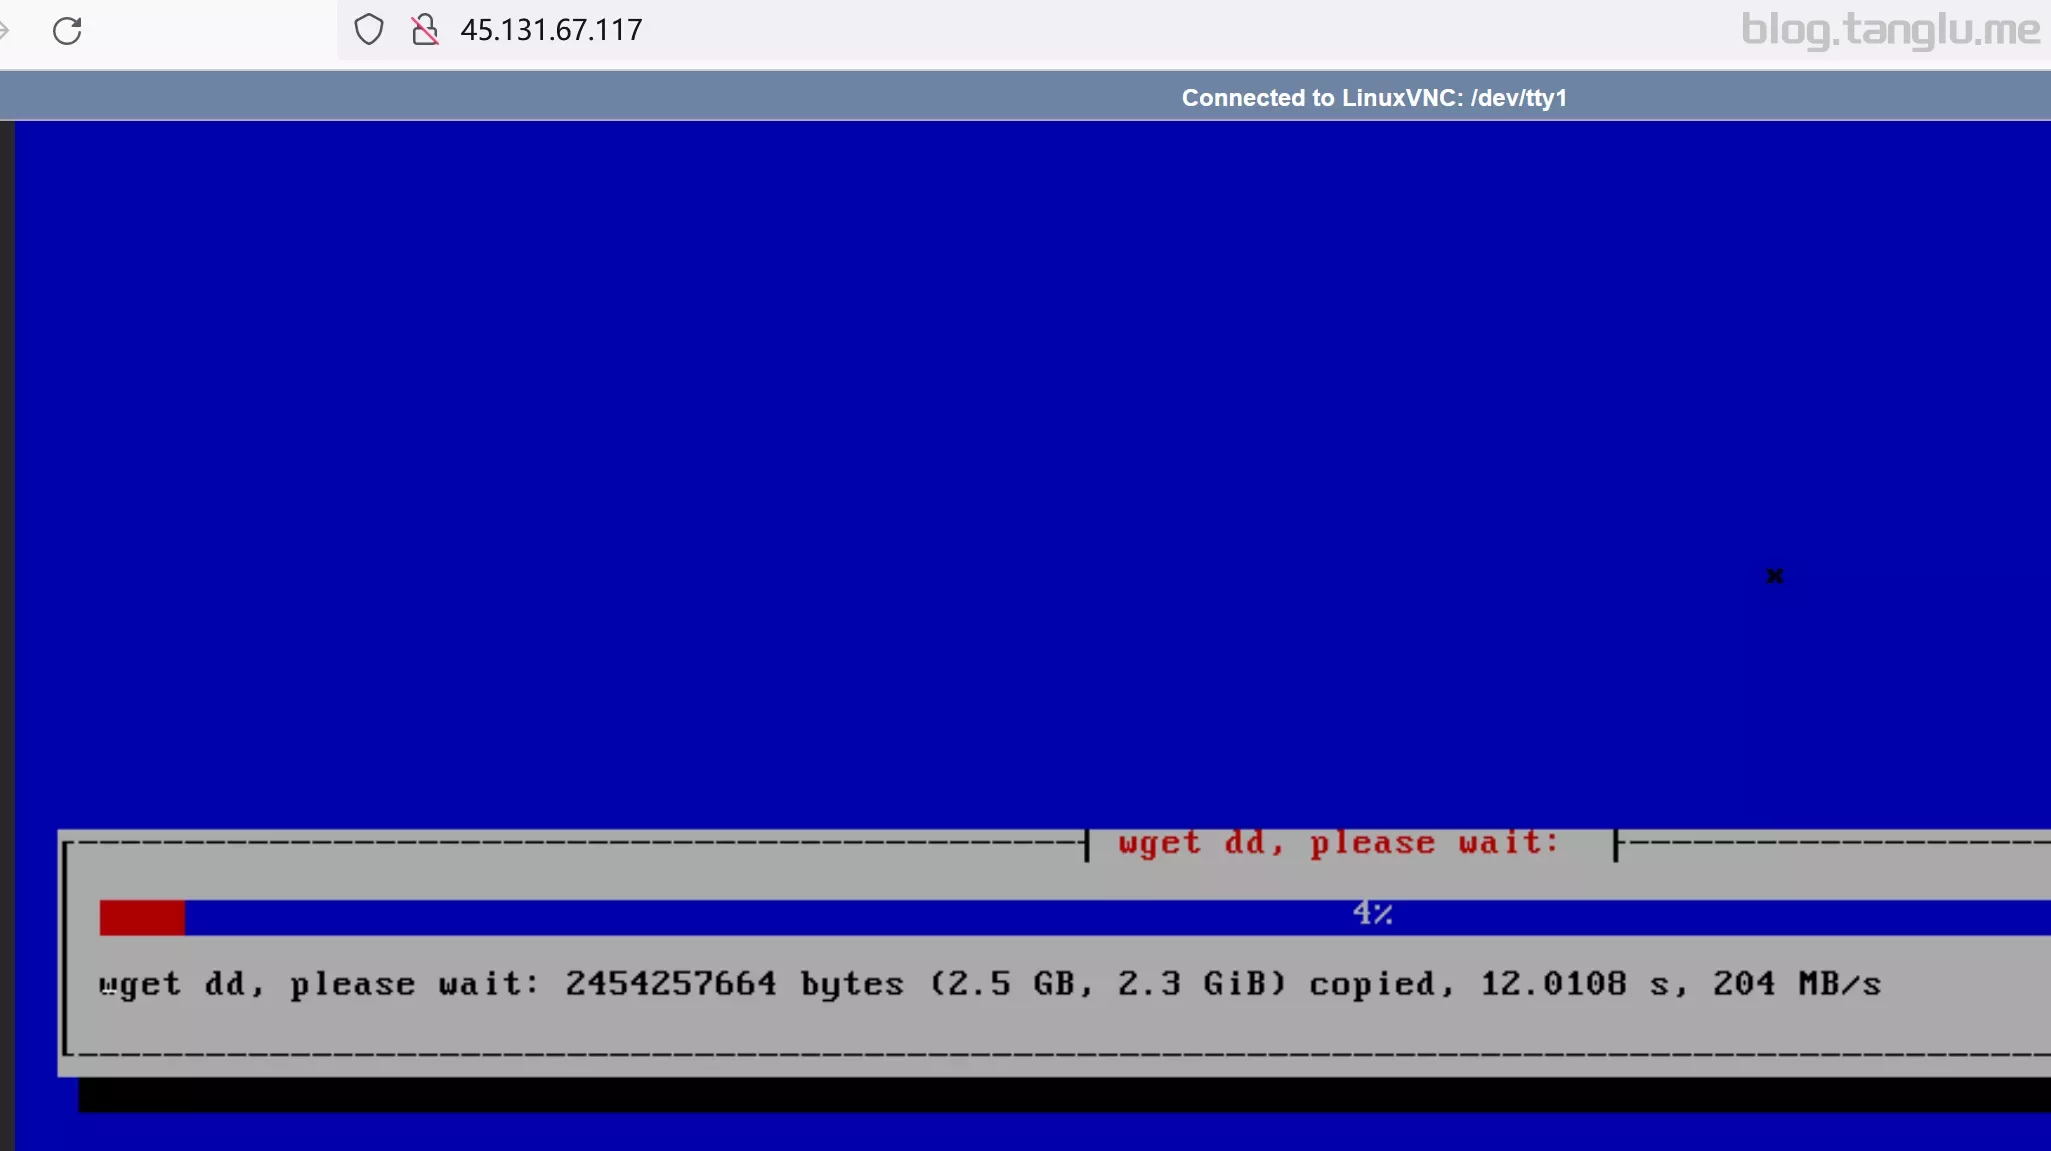 45.131.67.117
blog.tanglu.me
Connected to LinuxVNC: /dev/tty1
wget dd, please wait:
4%
wget dd, please wait: 2454257664 bytes (2.5 GB, 2.3 GiB) copied, 12.0108 s, 204 MB/s